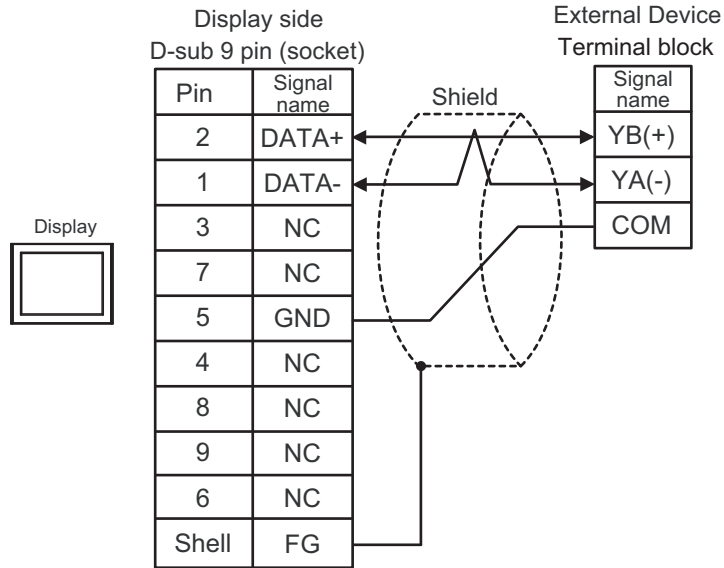 Display side
D-sub 9 pin (socket)
External Device
Terminal block
Pin
Signal
name
Shield
Signal
name
2
DATA+
YB(+)
1
DATA-
YA(-)
Display
3
NC
COM
7
NC
5
GND
4
NC
8
NC
9
NC
6
NC
Shell
FG